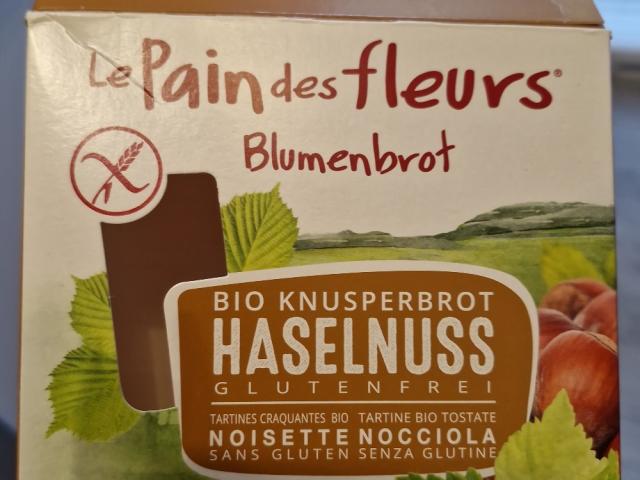 Le Pain des fleurs®
Blumenbrot
BIO KNUSPERBROT
HASELNUSS
GLUTENFREI
TARTINES CRAQUANTES BIO TARTINE BIO TOSTATE
NOISETTE NOCCIOLA
SANS GLUTEN SENZA GLUTINE